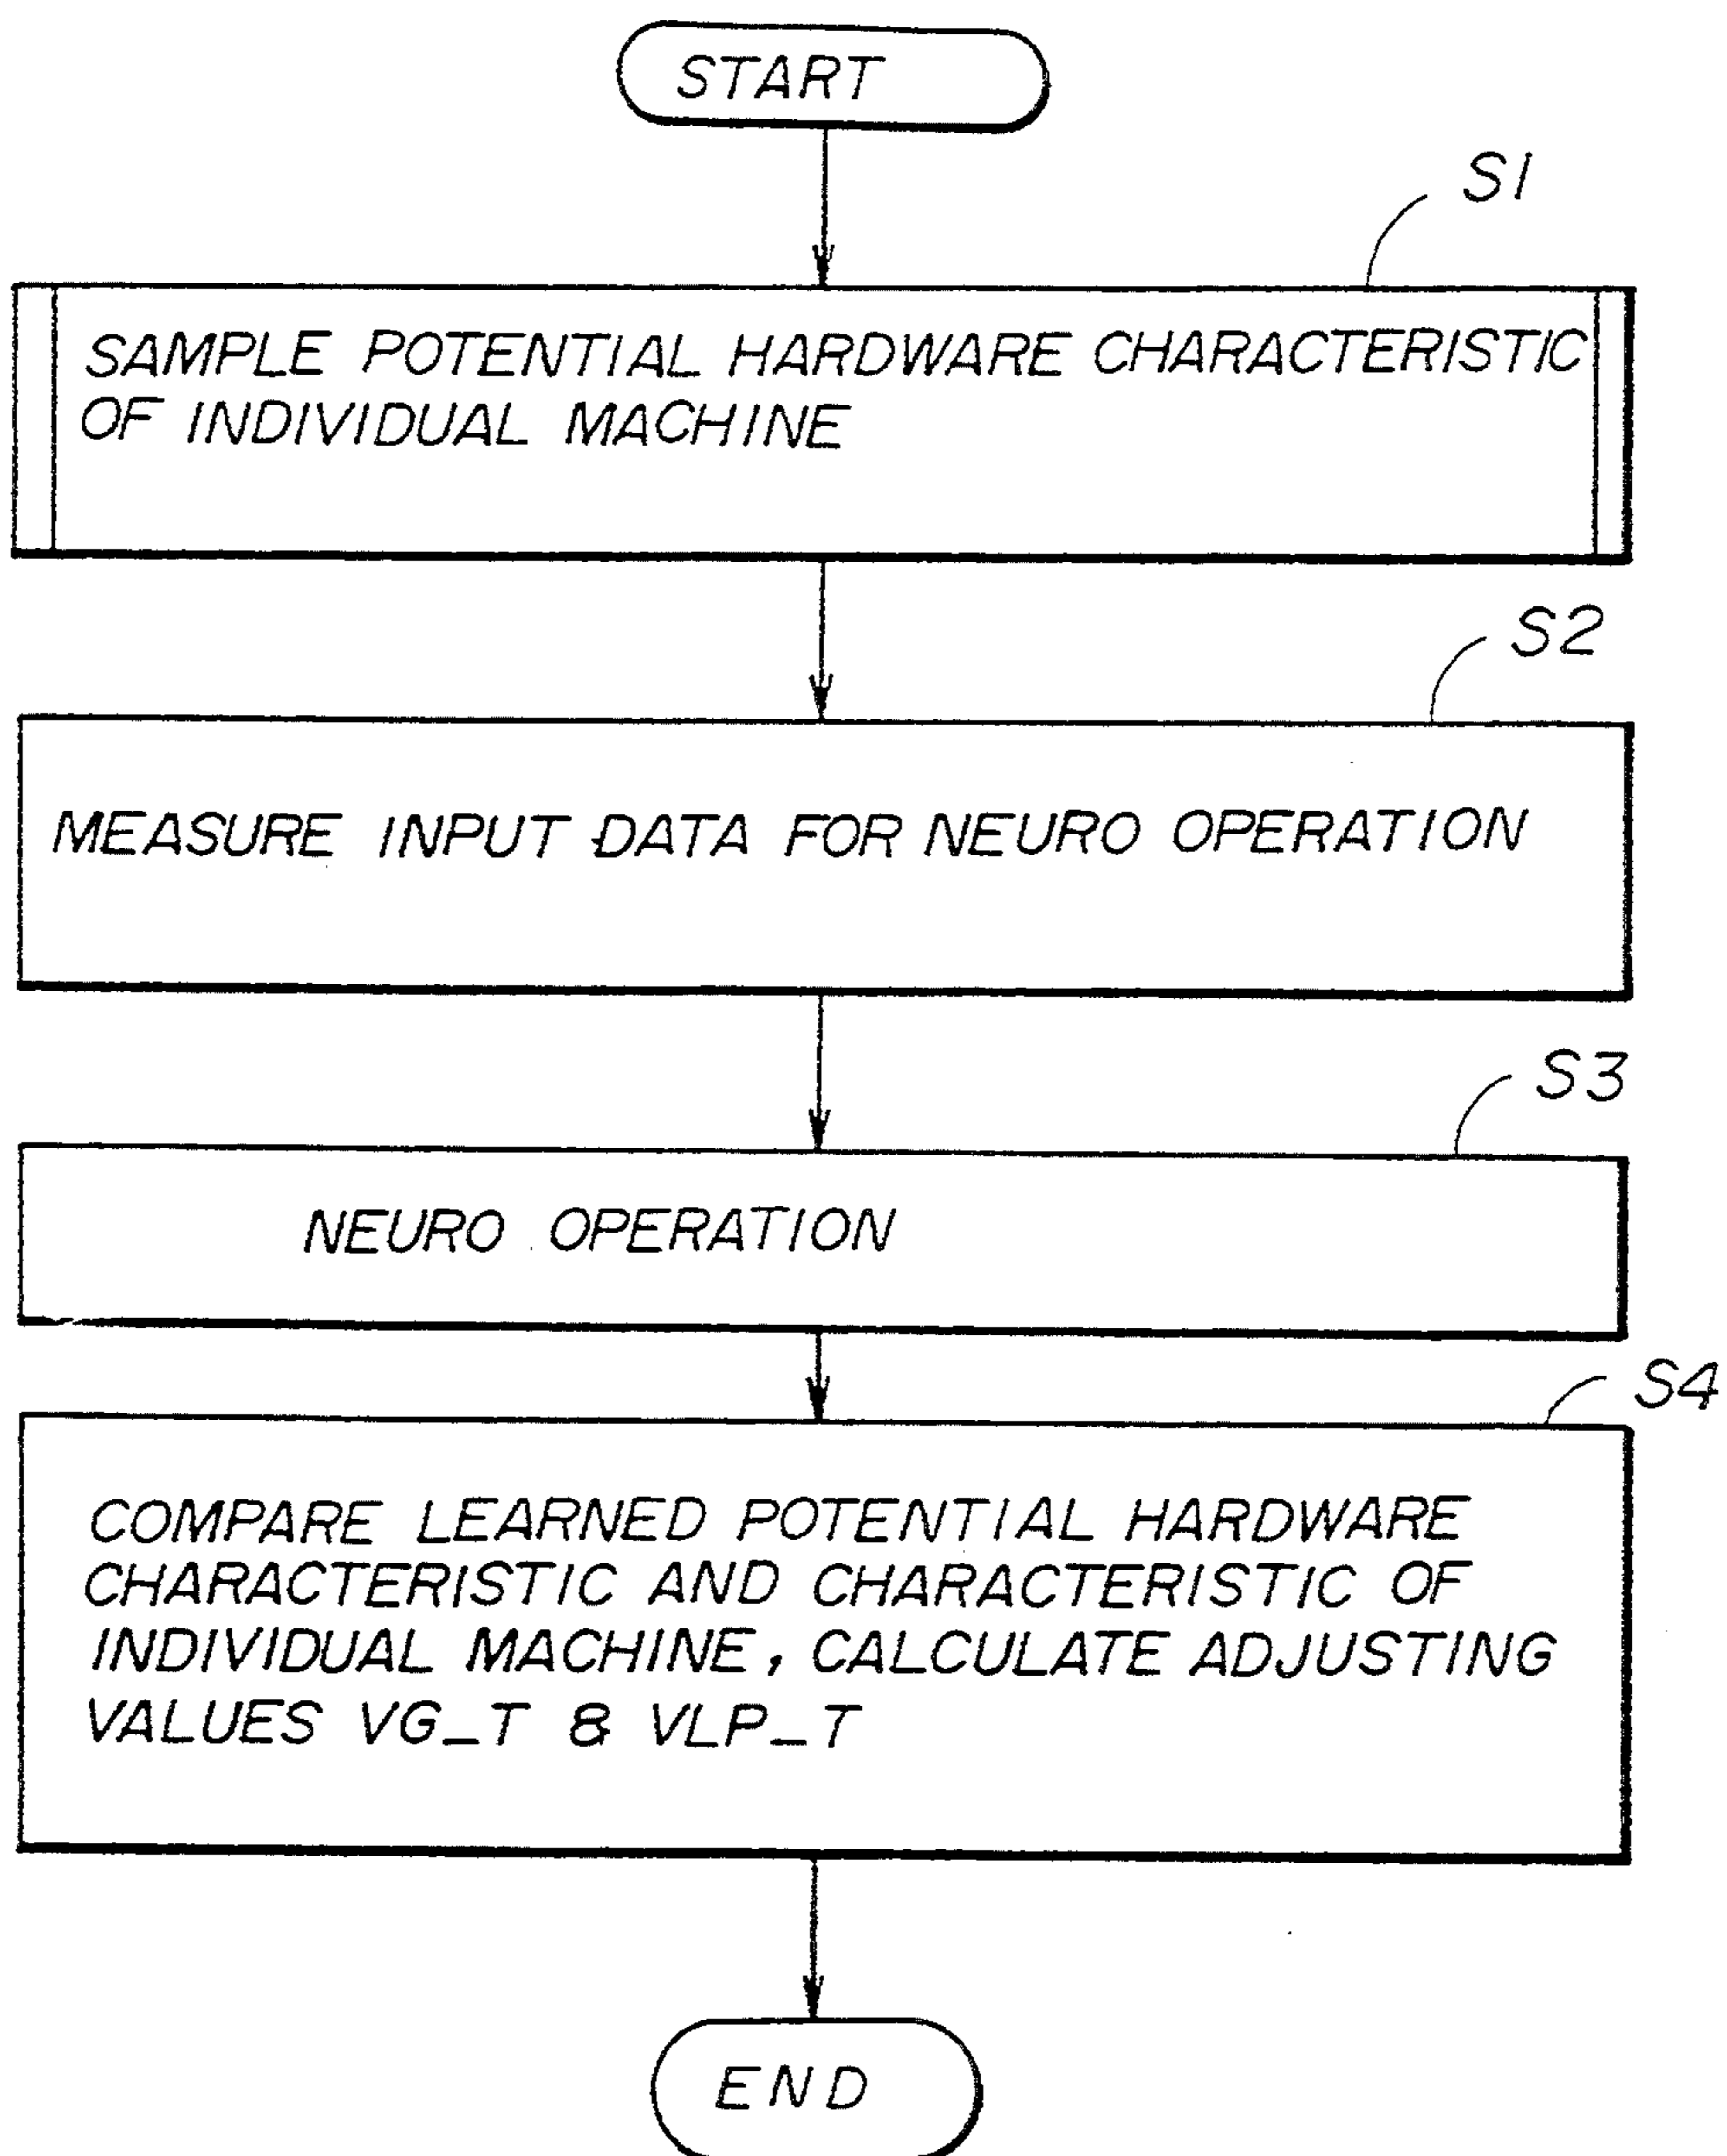 START
S1
SAMPLE POTENTIAL HARDWARE CHARACTERISTIC
OF INDIVIDUAL MACHINE
S2
MEASURE INPUT DATA FOR NEURO OPERATION
S3
NEURO OPERATION
S4
COMPARE LEARNED POTENTIAL HARDWARE
CHARACTERISTIC AND CHARACTERISTIC OF
INDIVIDUAL MACHINE, CALCULATE ADJUSTING
VALUES VG_T & VLP_T
END